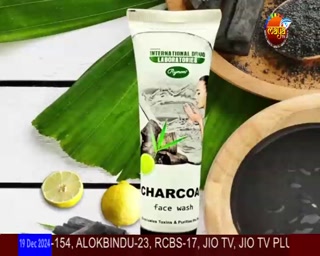 maya
INTERNATIONAL DRUG
LABORATORIES
CHARCOA
face wash
19 Dec 2024
-154, ALOKBINDU-23, RCBS-17, JIO TV, JIO TV PLU